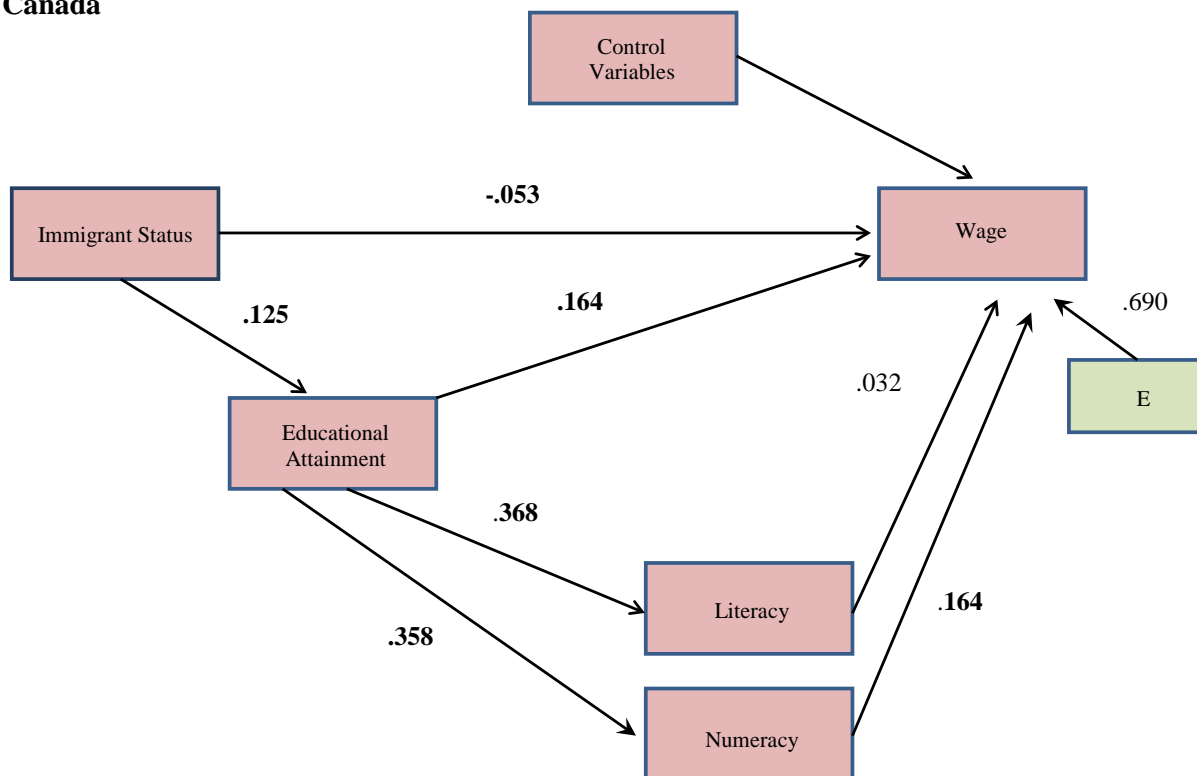 Canada
Control
Variables
-.053
Immigrant Status
Wage
.125
.164
.690
.032
E
Educational
Attainment
.368
Literacy
.164
.358
Numeracy